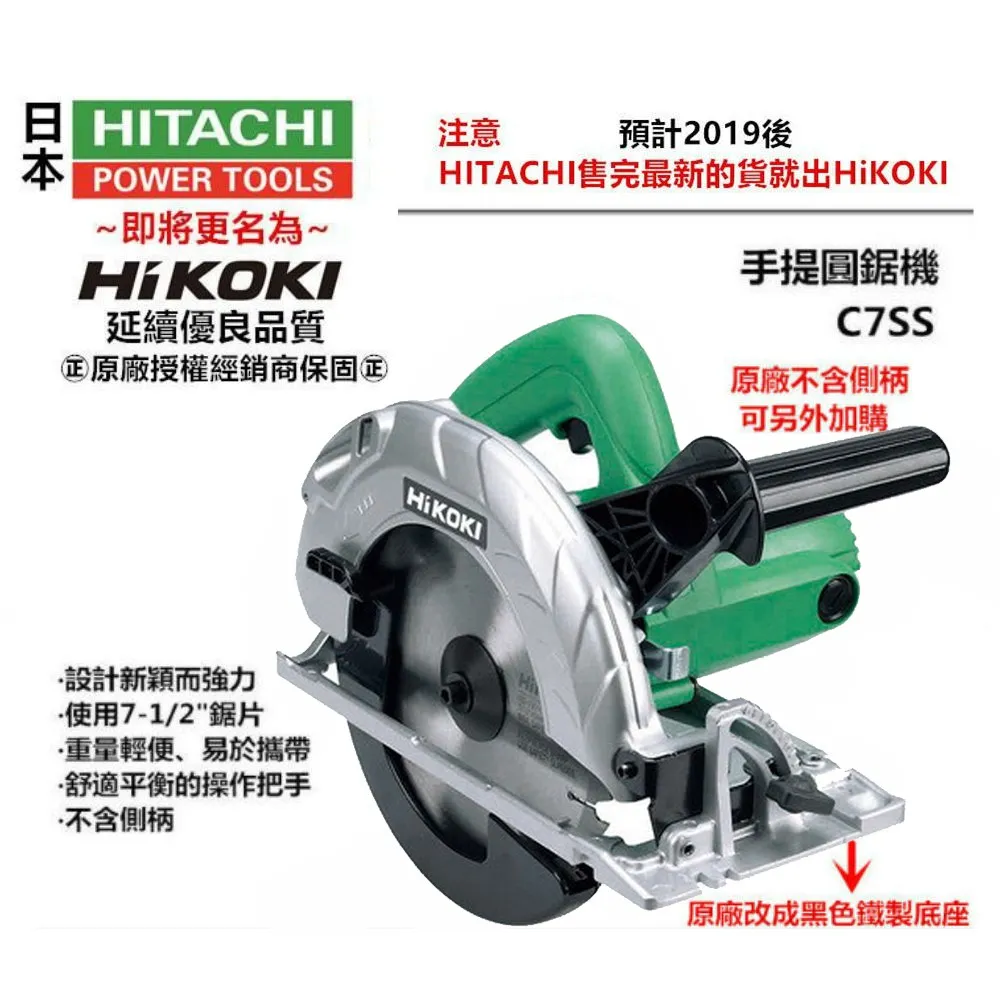 日本
HITACHI
POWER TOOLS
~即將更名為~
HiKOKI
延續優良品質
㊣原廠授權經銷商保固㊣
注意 預計2019後
HITACHI售完最新的貨就出HiKOKI
手提圓鋸機
C7SS
原廠不含側柄
可另外加購
HiKOKI
·設計新穎而強力
·使用7-1/2"鋸片
·重量輕便、易於攜帶
·舒適平衡的操作把手
·不含側柄
原廠改成黑色鐵製底座